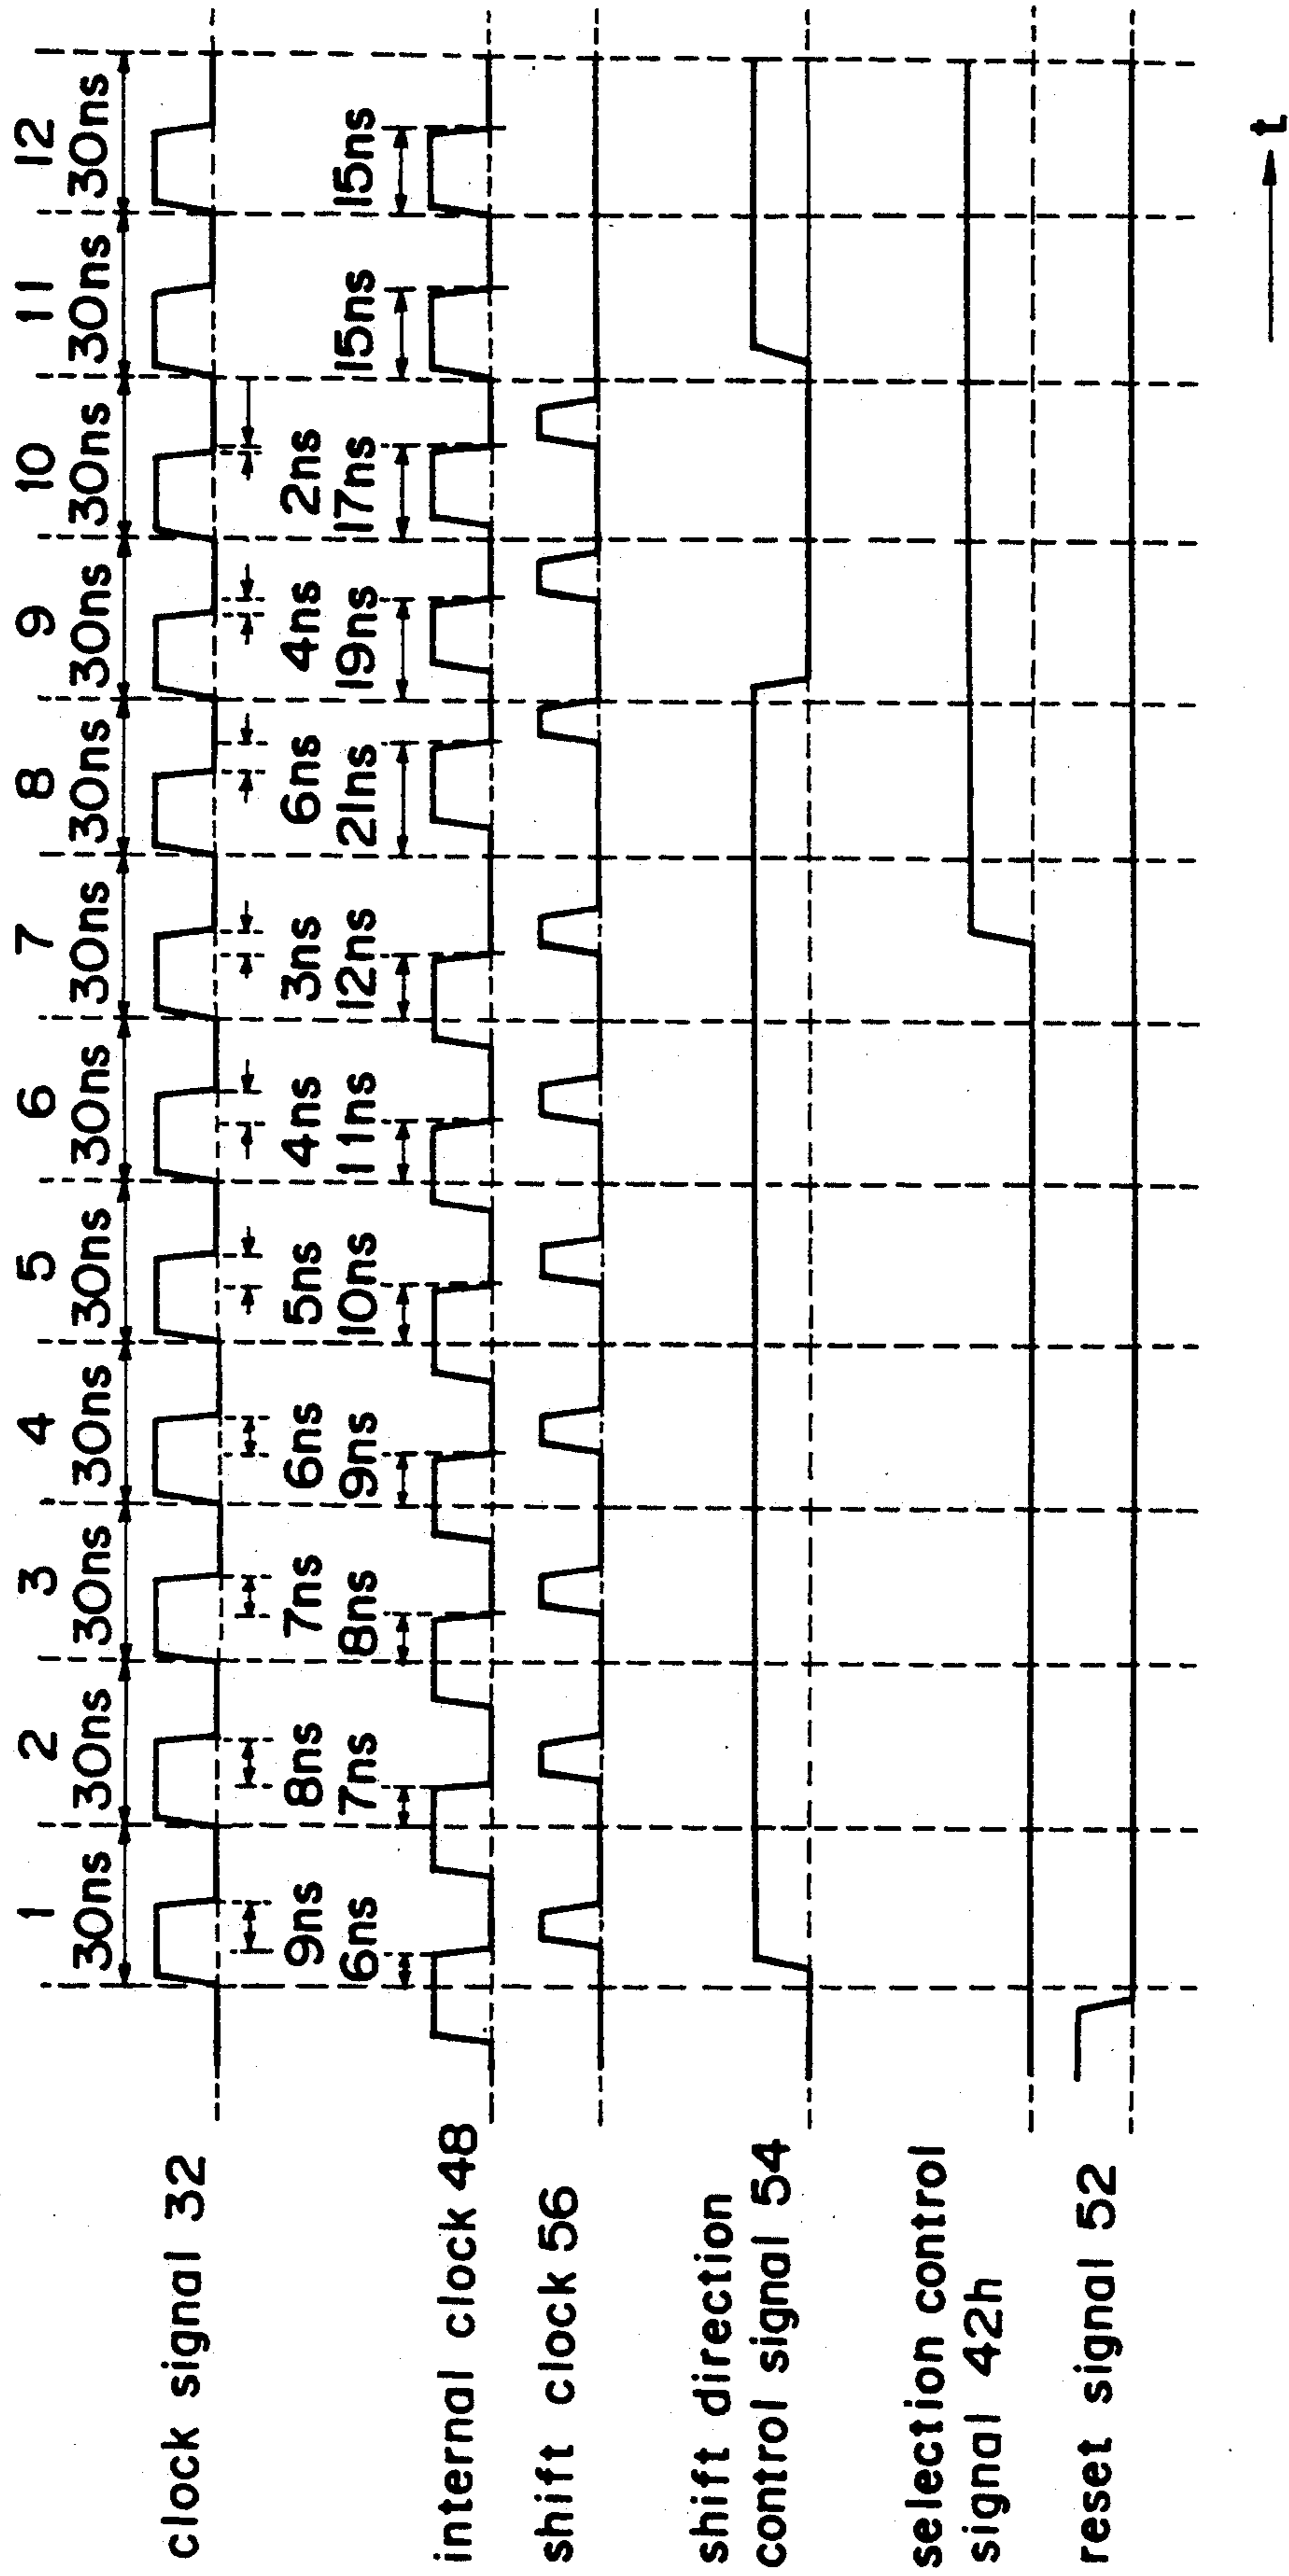 1 2 3 4 5 6 7 8 9 10 11 12
30ns 30ns 30ns 30ns 30ns 30ns 30ns 30ns 30ns 30ns 30ns 30ns
clock signal 32
9ns 8ns 7ns 6ns 5ns 4ns 3ns 6ns 4ns 2ns
6ns 7ns 8ns 9ns 10ns 11ns 12ns 21ns 19ns 17ns 15ns 15ns
internal clock 48
shift clock 56
shift direction
control signal 54
selection control
signal 42h
reset signal 52
t